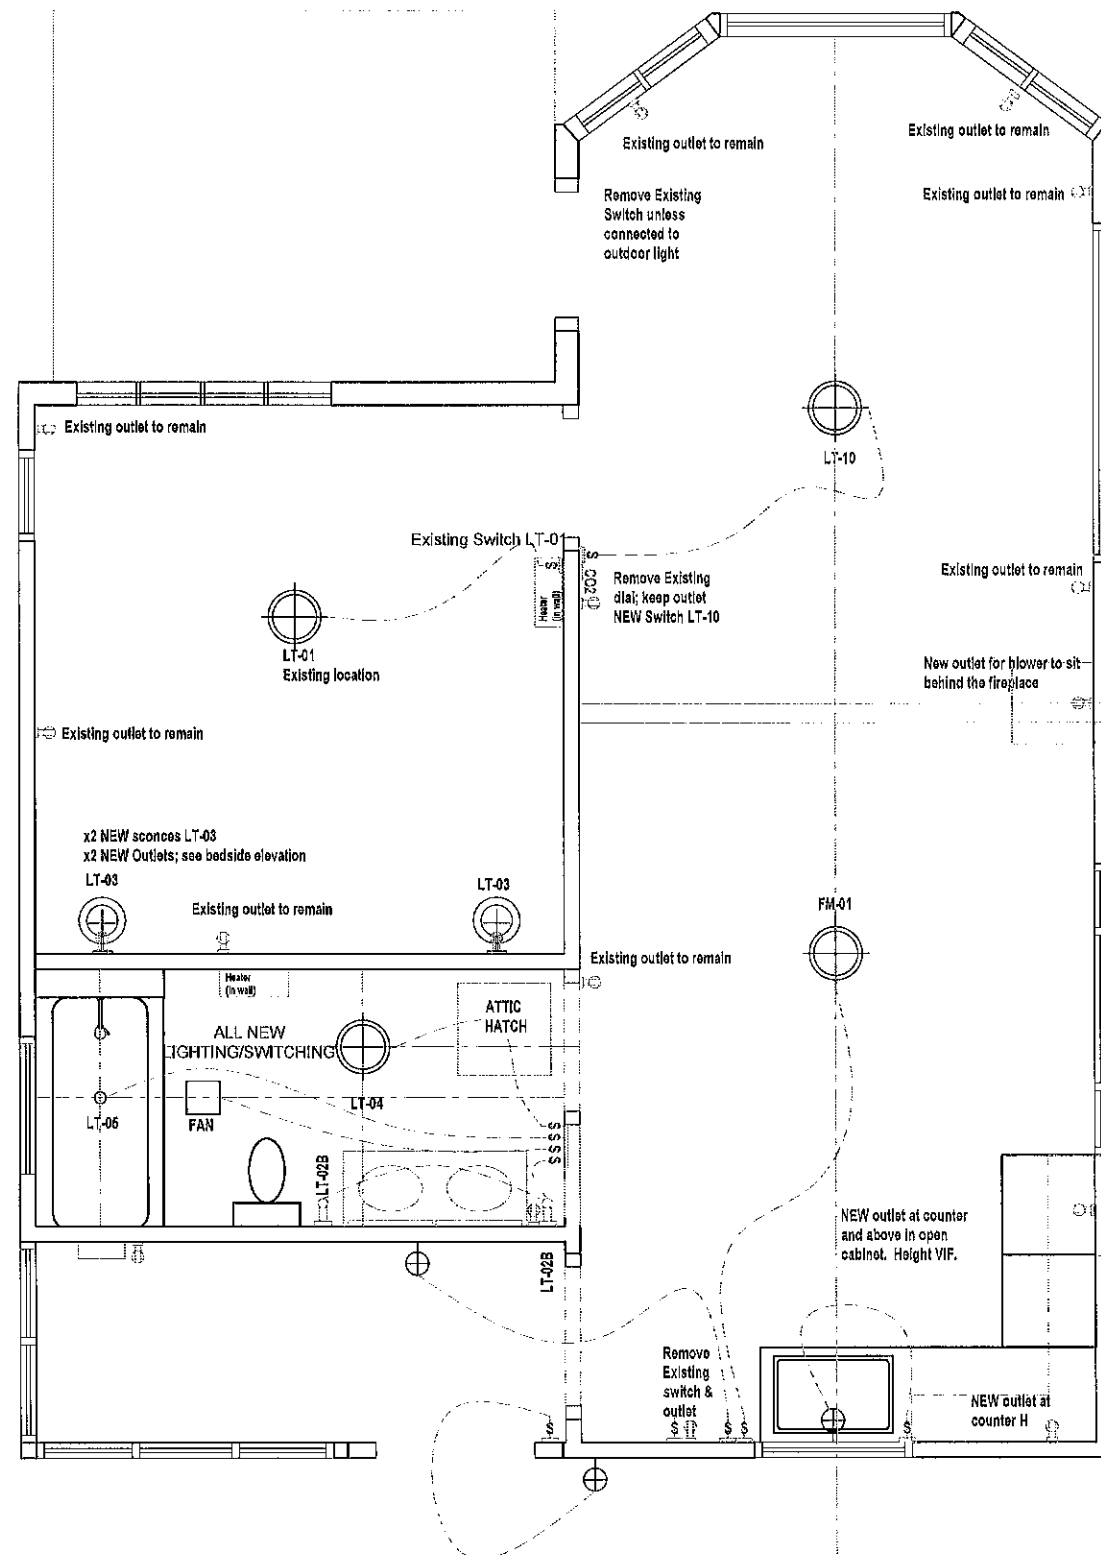 Existing outlet to remain
Existing outlet to remain
Remove Existing
Switch unless
connected to
outdoor light
Existing outlet to remain
Existing outlet to remain
LT-10
Existing Switch LT-01
S
S
CO2
Heater
(in wall)
Remove Existing
dial; keep outlet
NEW Switch LT-10
Existing outlet to remain
LT-01
Existing location
New outlet for blower to sit
behind the fireplace
Existing outlet to remain
x2 NEW sconces LT-03
x2 NEW Outlets; see bedside elevation
LT-03
LT-03
Existing outlet to remain
FM-01
Existing outlet to remain
Heater
(in wall)
ATTIC
HATCH
ALL NEW
LIGHTING/SWITCHING
LT-04
LT-05
FAN
S
S
S
S
LT-02B
LT-02B
NEW outlet at counter
and above in open
cabinet. Height VIF.
Remove
Existing
switch &
outlet
NEW outlet at
counter H
S
S
S
S
S